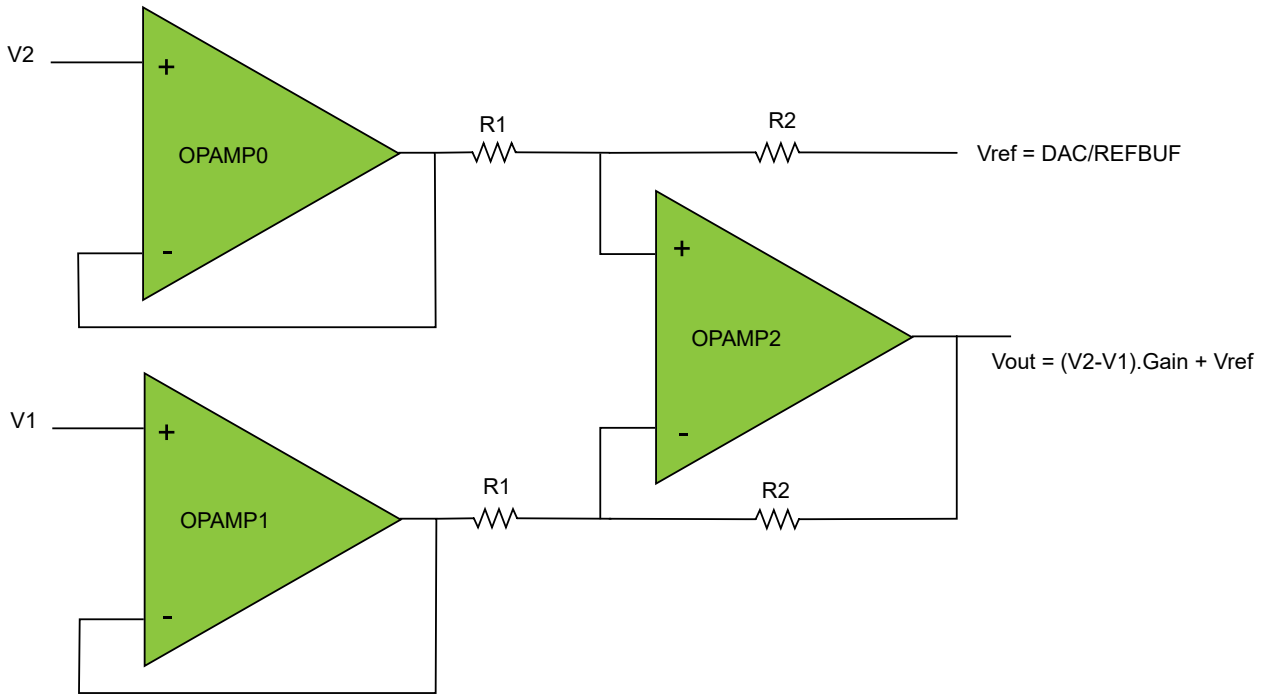 V2
+
OPAMP0
-
R1
R2
Vref = DAC/REFBUF
+
OPAMP2
-
Vout = (V2-V1).Gain + Vref
V1
+
OPAMP1
-
R1
R2